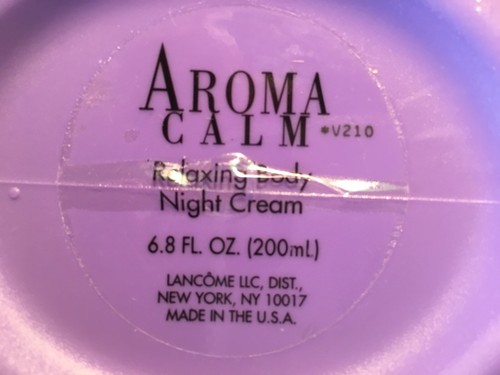 AROMA
CALM *V210
Relaxing Body
Night Cream
6.8 FL. OZ. (200mL)
LANCÔME LLC, DIST.,
NEW YORK, NY 10017
MADE IN THE U.S.A.